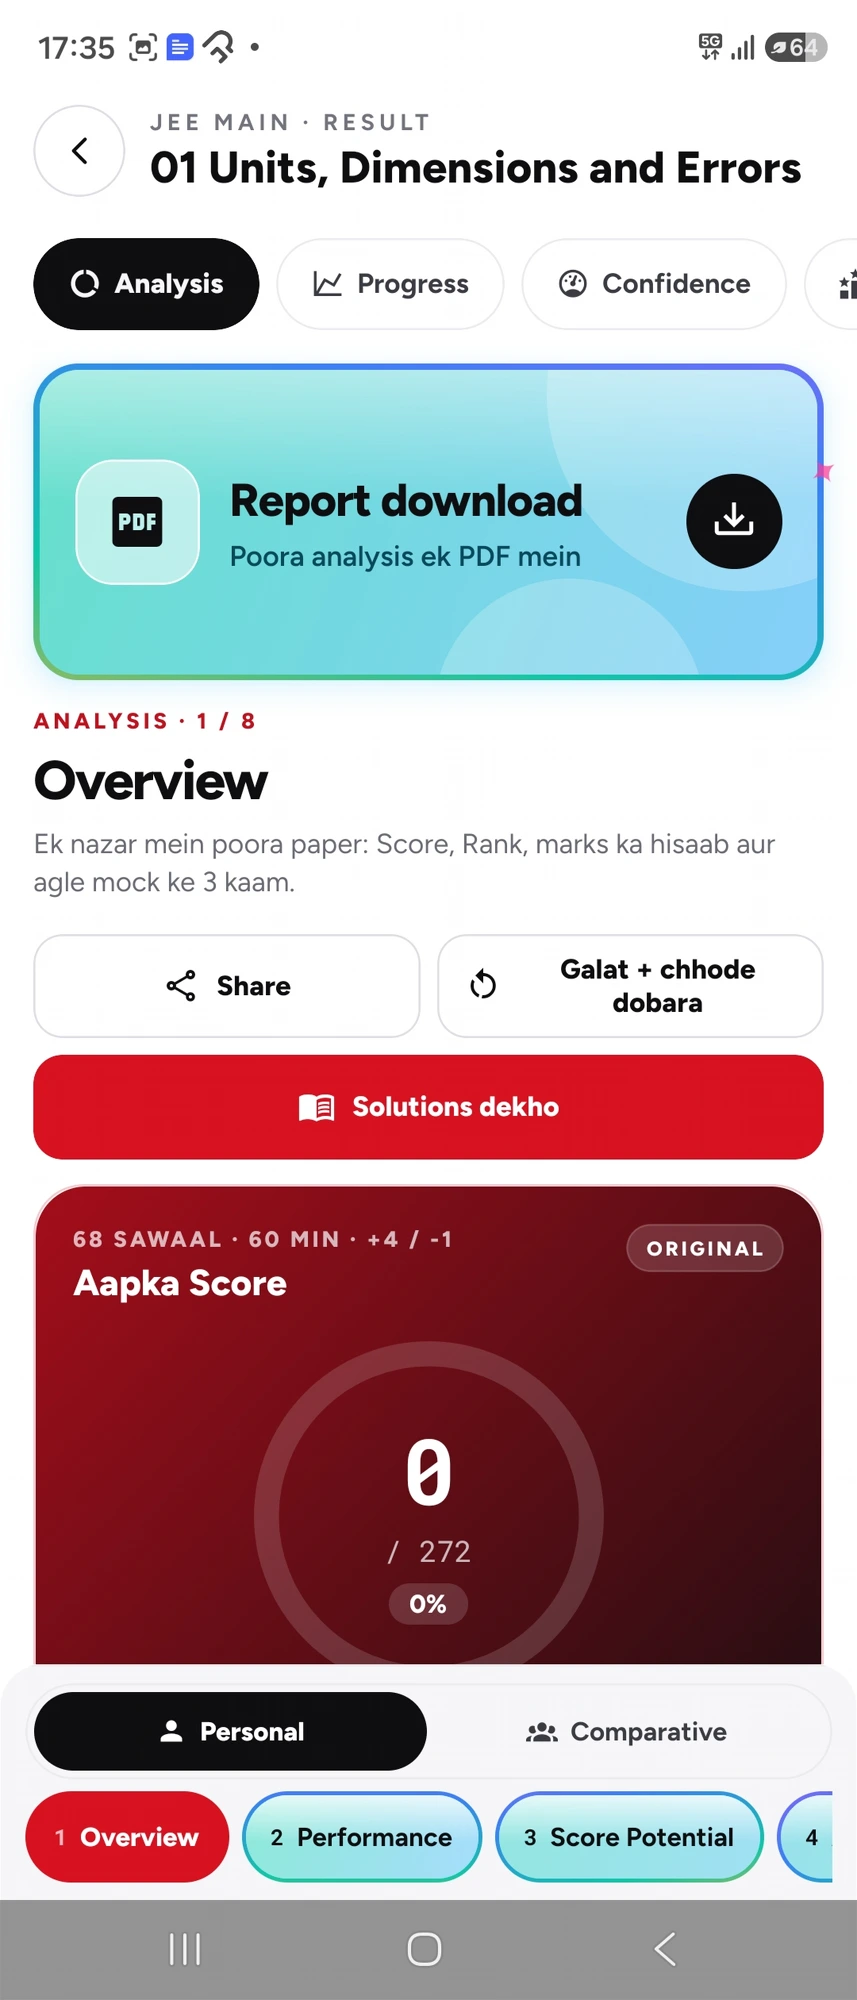 17:35
5G
64
JEE MAIN · RESULT
01 Units, Dimensions and Errors
Analysis
Progress
Confidence
PDF
Report download
Poora analysis ek PDF mein
ANALYSIS · 1 / 8
Overview
Ek nazar mein poora paper: Score, Rank, marks ka hisaab aur
agle mock ke 3 kaam.
Share
Galat + chhode
dobara
Solutions dekho
68 SAWAAL · 60 MIN · +4 / -1
ORIGINAL
Aapka Score
0
/ 272
0%
Personal
Comparative
1 Overview
2 Performance
3 Score Potential
4